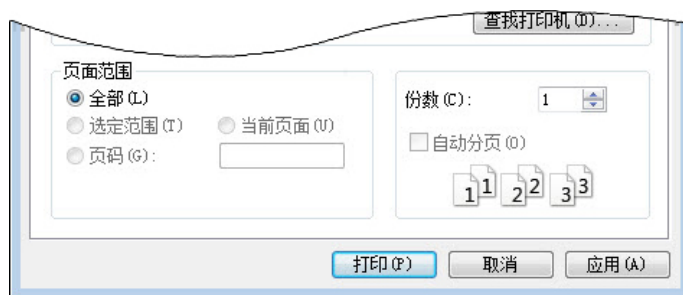 查找打印机(D)...
页面范围
全部(L)
选定范围(T) 当前页面(U)
页码(G):
份数(C): 1
自动分页(O)
1 1 2 2 3 3
打印(P) 取消 应用(A)